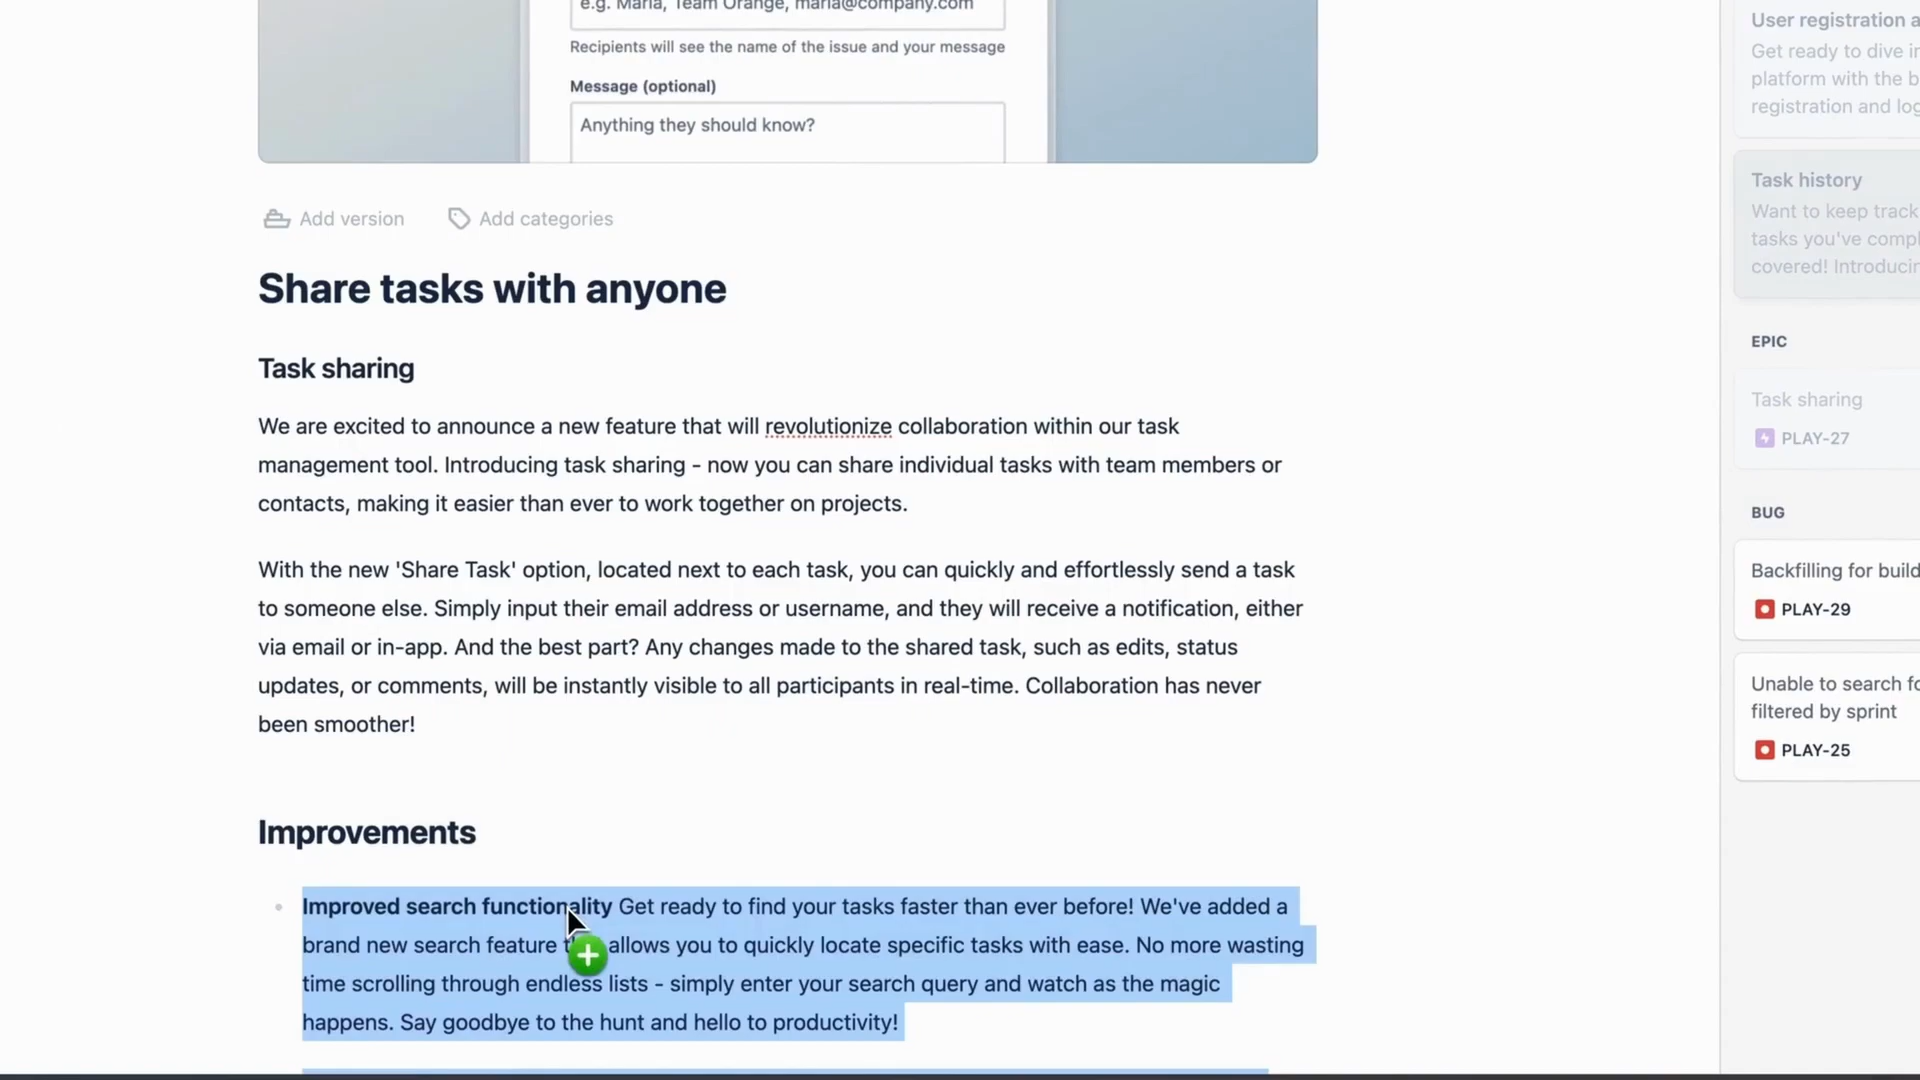 e.g. Maria, Team Orange, maria@company.com
Recipients will see the name of the issue and your message
Message (optional)
Anything they should know?
Add version
Add categories
Share tasks with anyone
Task sharing
We are excited to announce a new feature that will revolutionize collaboration within our task
management tool. Introducing task sharing - now you can share individual tasks with team members or
contacts, making it easier than ever to work together on projects.
With the new 'Share Task' option, located next to each task, you can quickly and effortlessly send a task
to someone else. Simply input their email address or username, and they will receive a notification, either
via email or in-app. And the best part? Any changes made to the shared task, such as edits, status
updates, or comments, will be instantly visible to all participants in real-time. Collaboration has never
been smoother!
Improvements
Improved search functionality Get ready to find your tasks faster than ever before! We've added a
brand new search feature allows you to quickly locate specific tasks with ease. No more wasting
time scrolling through endless lists - simply enter your search query and watch as the magic
happens. Say goodbye to the hunt and hello to productivity!
User registration
Get ready to dive
platform with the
registration and
Task history
Want to keep track
tasks you've
covered!
EPIC
Task sharing
PLAY-27
BUG
Backfilling for
PLAY-29
Unable to search
filtered by sprint
PLAY-25